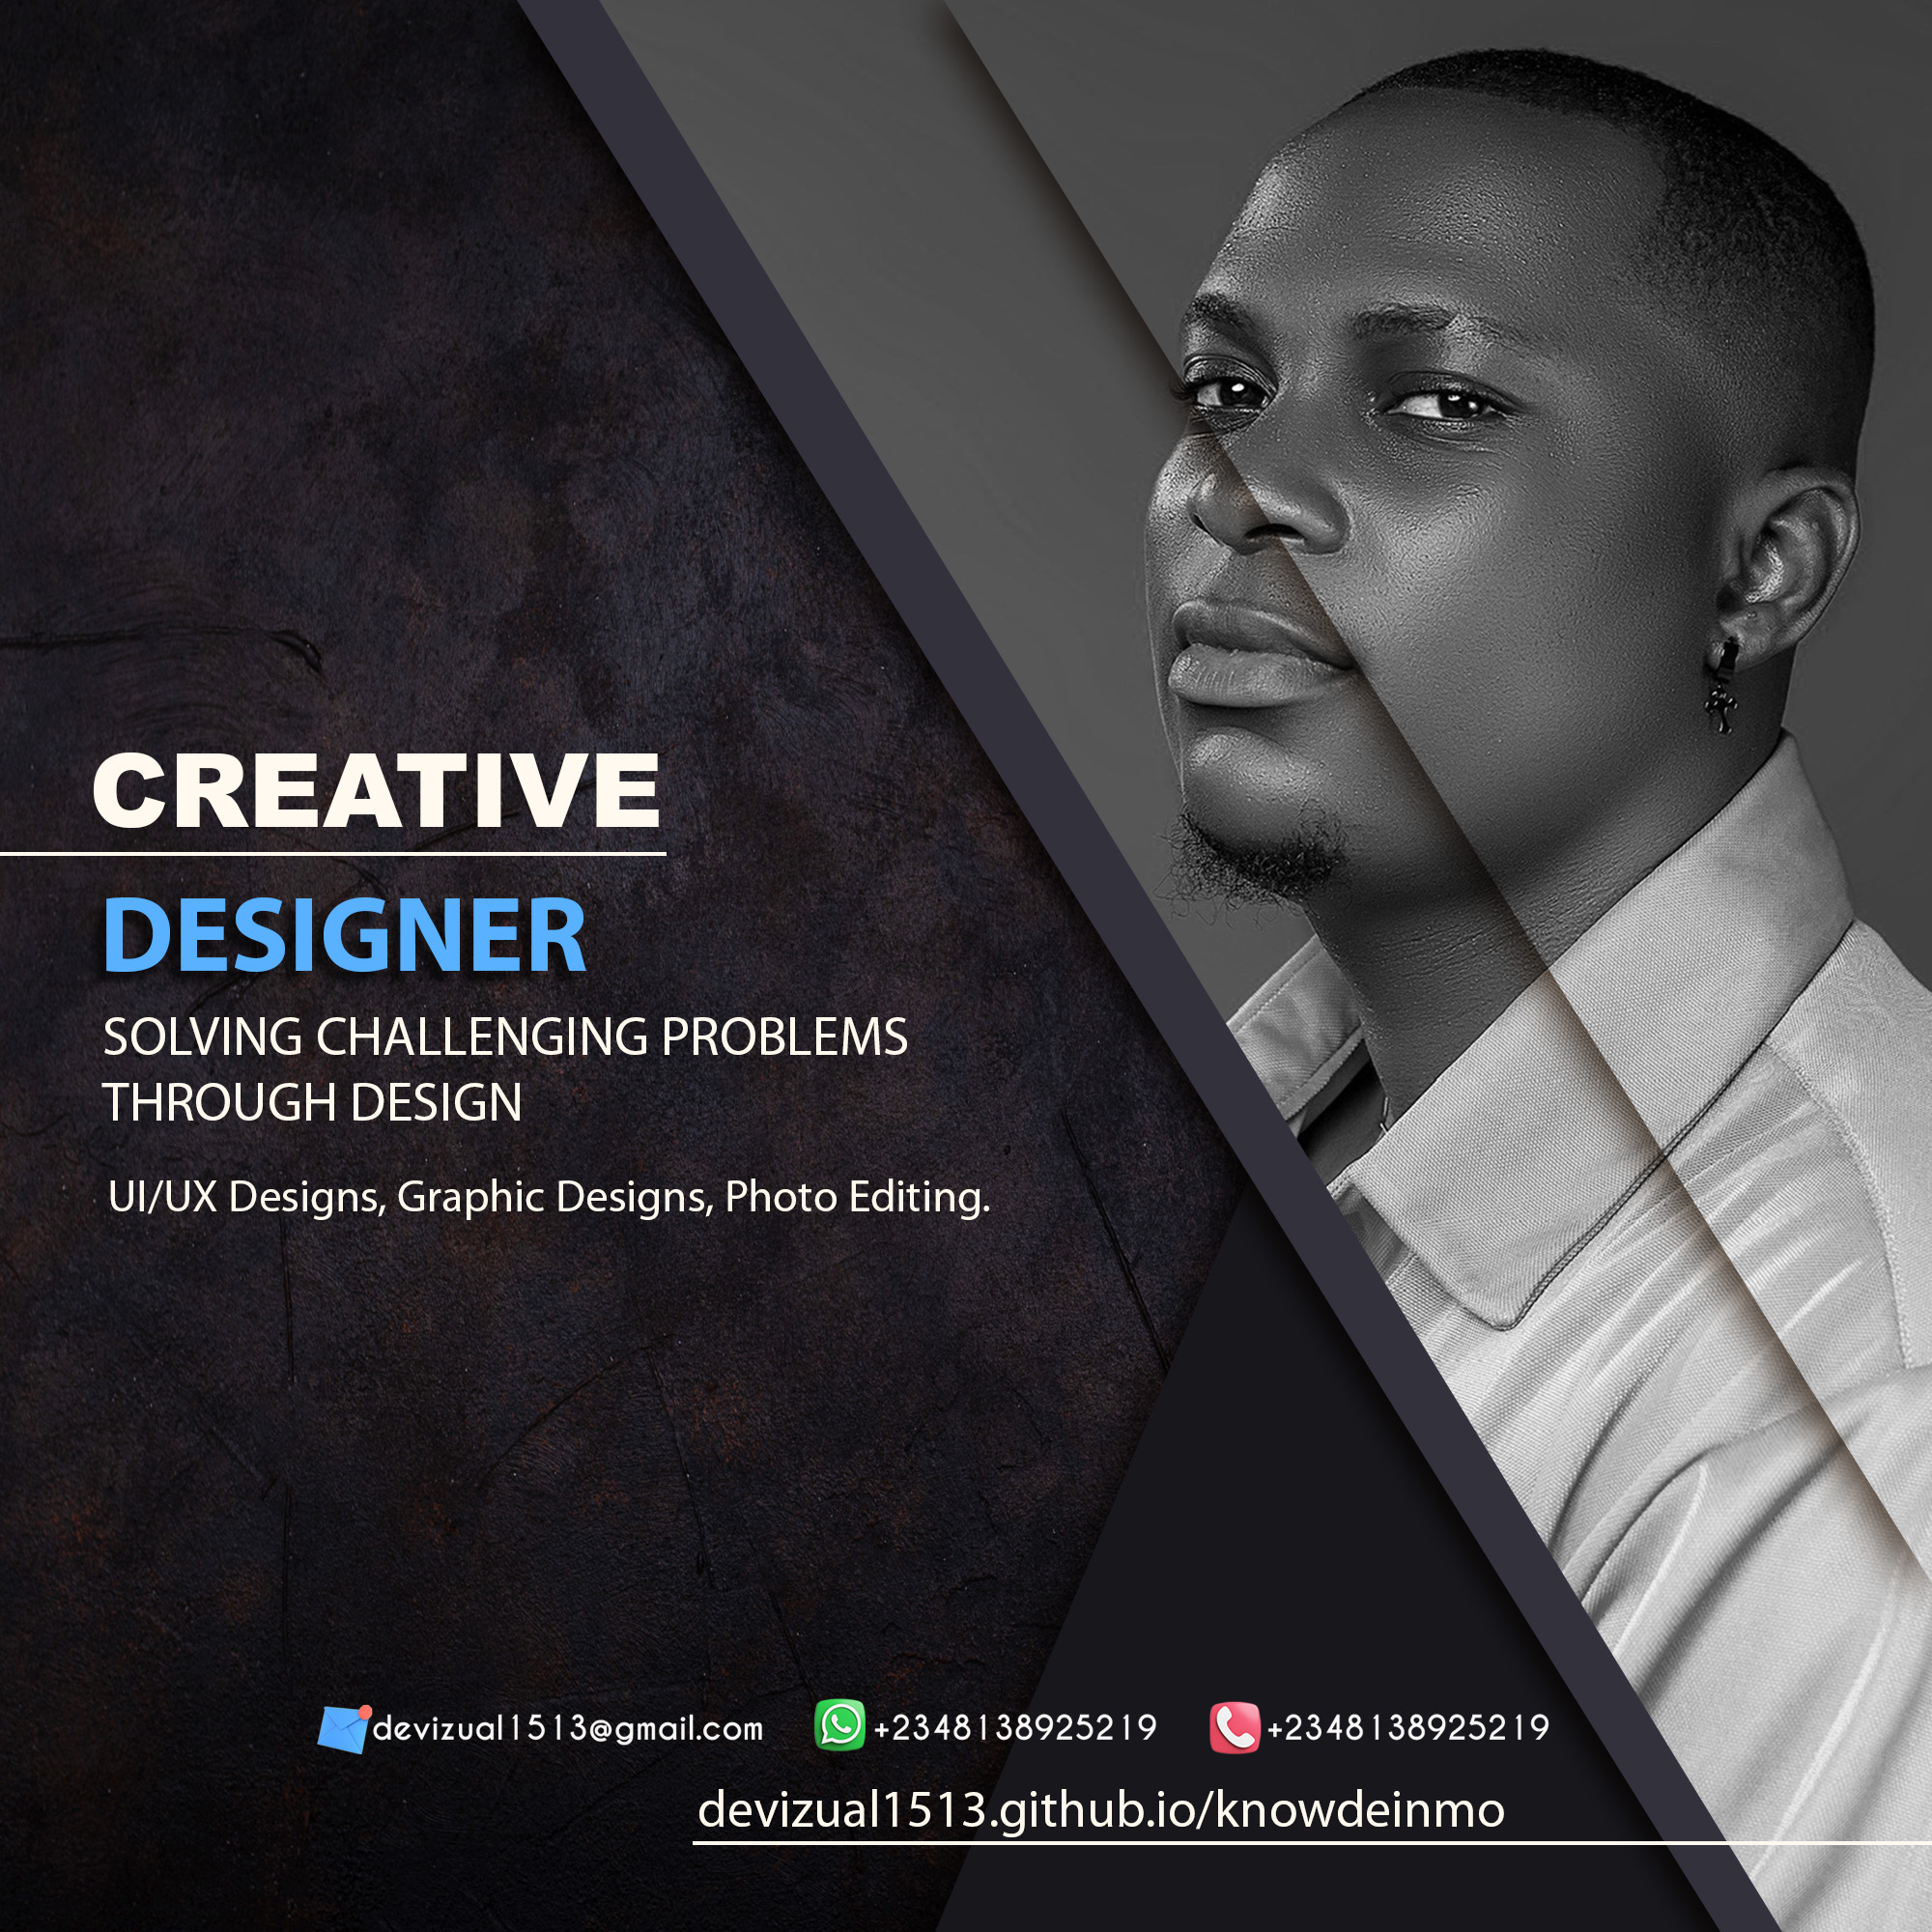 CREATIVE
DESIGNER
SOLVING CHALLENGING PROBLEMS
THROUGH DESIGN
UI/UX Designs, Graphic Designs, Photo Editing.
devizual1513@gmail.com +2348138925219 +2348138925219
devizual1513.github.io/knowdeinmo